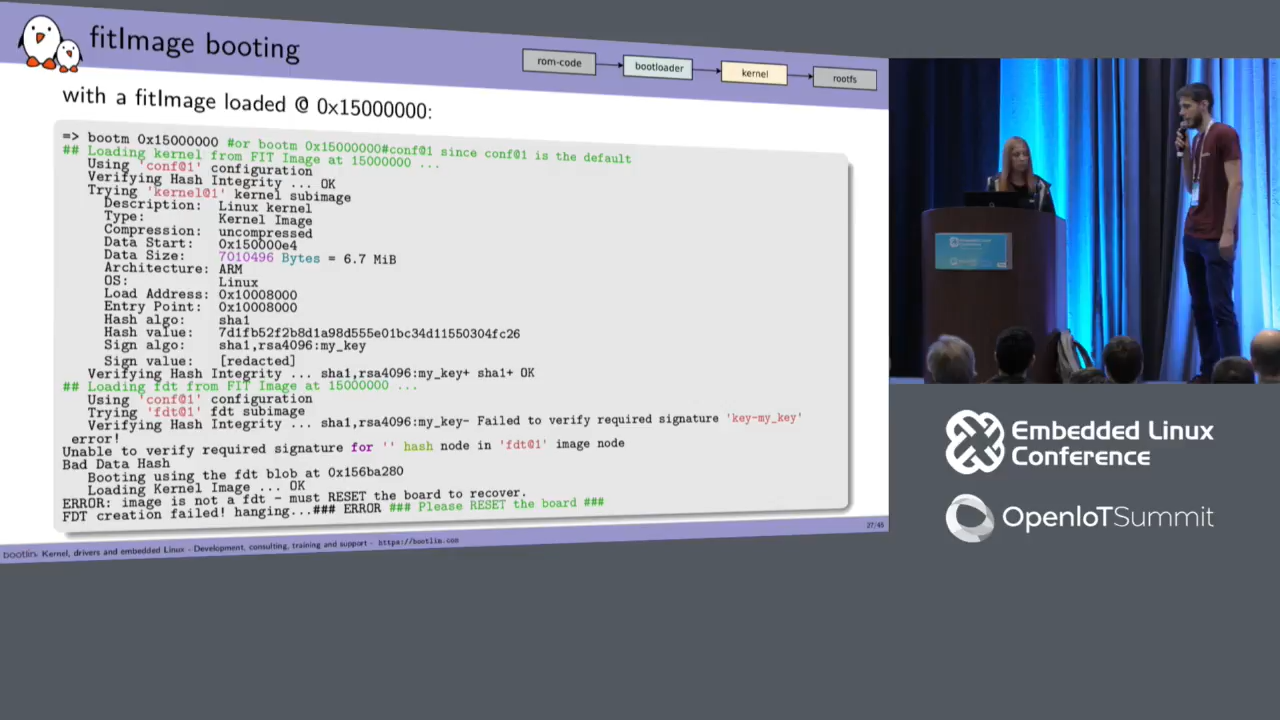 fitImage booting
rom-code
bootloader
kernel
rootfs
with a fitImage loaded @ 0x15000000:
=> bootm 0x15000000 #or bootm 0x15000000#conf@1 since conf@1 is the default
## Loading kernel from FIT Image at 15000000 ...
Using 'conf@1' configuration
Verifying Hash Integrity ... OK
Trying 'kernel@1' kernel subimage
Description: Linux kernel
Type: Kernel Image
Compression: uncompressed
Data Start: 0x150000e4
Data Size: 7010496 Bytes = 6.7 MiB
Architecture: ARM
OS: Linux
Load Address: 0x10008000
Entry Point: 0x10008000
Hash algo: sha1
Hash value: 7d1fb52f2b8d1a98d555e01bc34d11550304fc26
Sign algo: sha1,rsa4096:my_key
Sign value: [redacted]
Verifying Hash Integrity ... sha1,rsa4096:my_key+ sha1+ OK
## Loading fdt from FIT Image at 15000000 ...
Using 'conf@1' configuration
Trying 'fdt@1' fdt subimage
Verifying Hash Integrity ... sha1,rsa4096:my_key- Failed to verify required signature 'key-my_key'
error!
Unable to verify required signature for '' hash node in 'fdt@1' image node
Bad Data Hash
Booting using the fdt blob at 0x156ba280
Loading Kernel Image ... OK
ERROR: image is not a fdt - must RESET the board to recover.
FDT creation failed! hanging...### ERROR ### Please RESET the board ###
27/45
bootlin: Kernel, drivers and embedded Linux - Development, consulting, training and support - https://bootlin.com
Embedded Linux
Conference
OpenIoTSummit